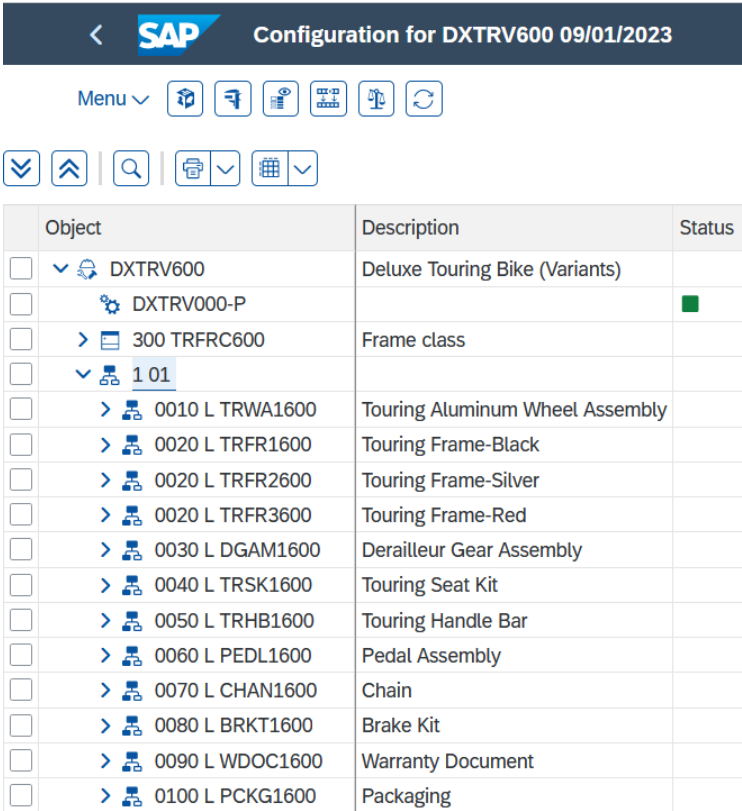 SAP Configuration for DXTRV600 09/01/2023
Menu
Object Description Status
DXTRV600 Deluxe Touring Bike (Variants)
DXTRV000-P
300 TRFRC600 Frame class
1 01
0010 L TRWA1600 Touring Aluminum Wheel Assembly
0020 L TRFR1600 Touring Frame-Black
0020 L TRFR2600 Touring Frame-Silver
0020 L TRFR3600 Touring Frame-Red
0030 L DGAM1600 Derailleur Gear Assembly
0040 L TRSK1600 Touring Seat Kit
0050 L TRHB1600 Touring Handle Bar
0060 L PEDL1600 Pedal Assembly
0070 L CHAN1600 Chain
0080 L BRKT1600 Brake Kit
0090 L WDOC1600 Warranty Document
0100 L PCKG1600 Packaging